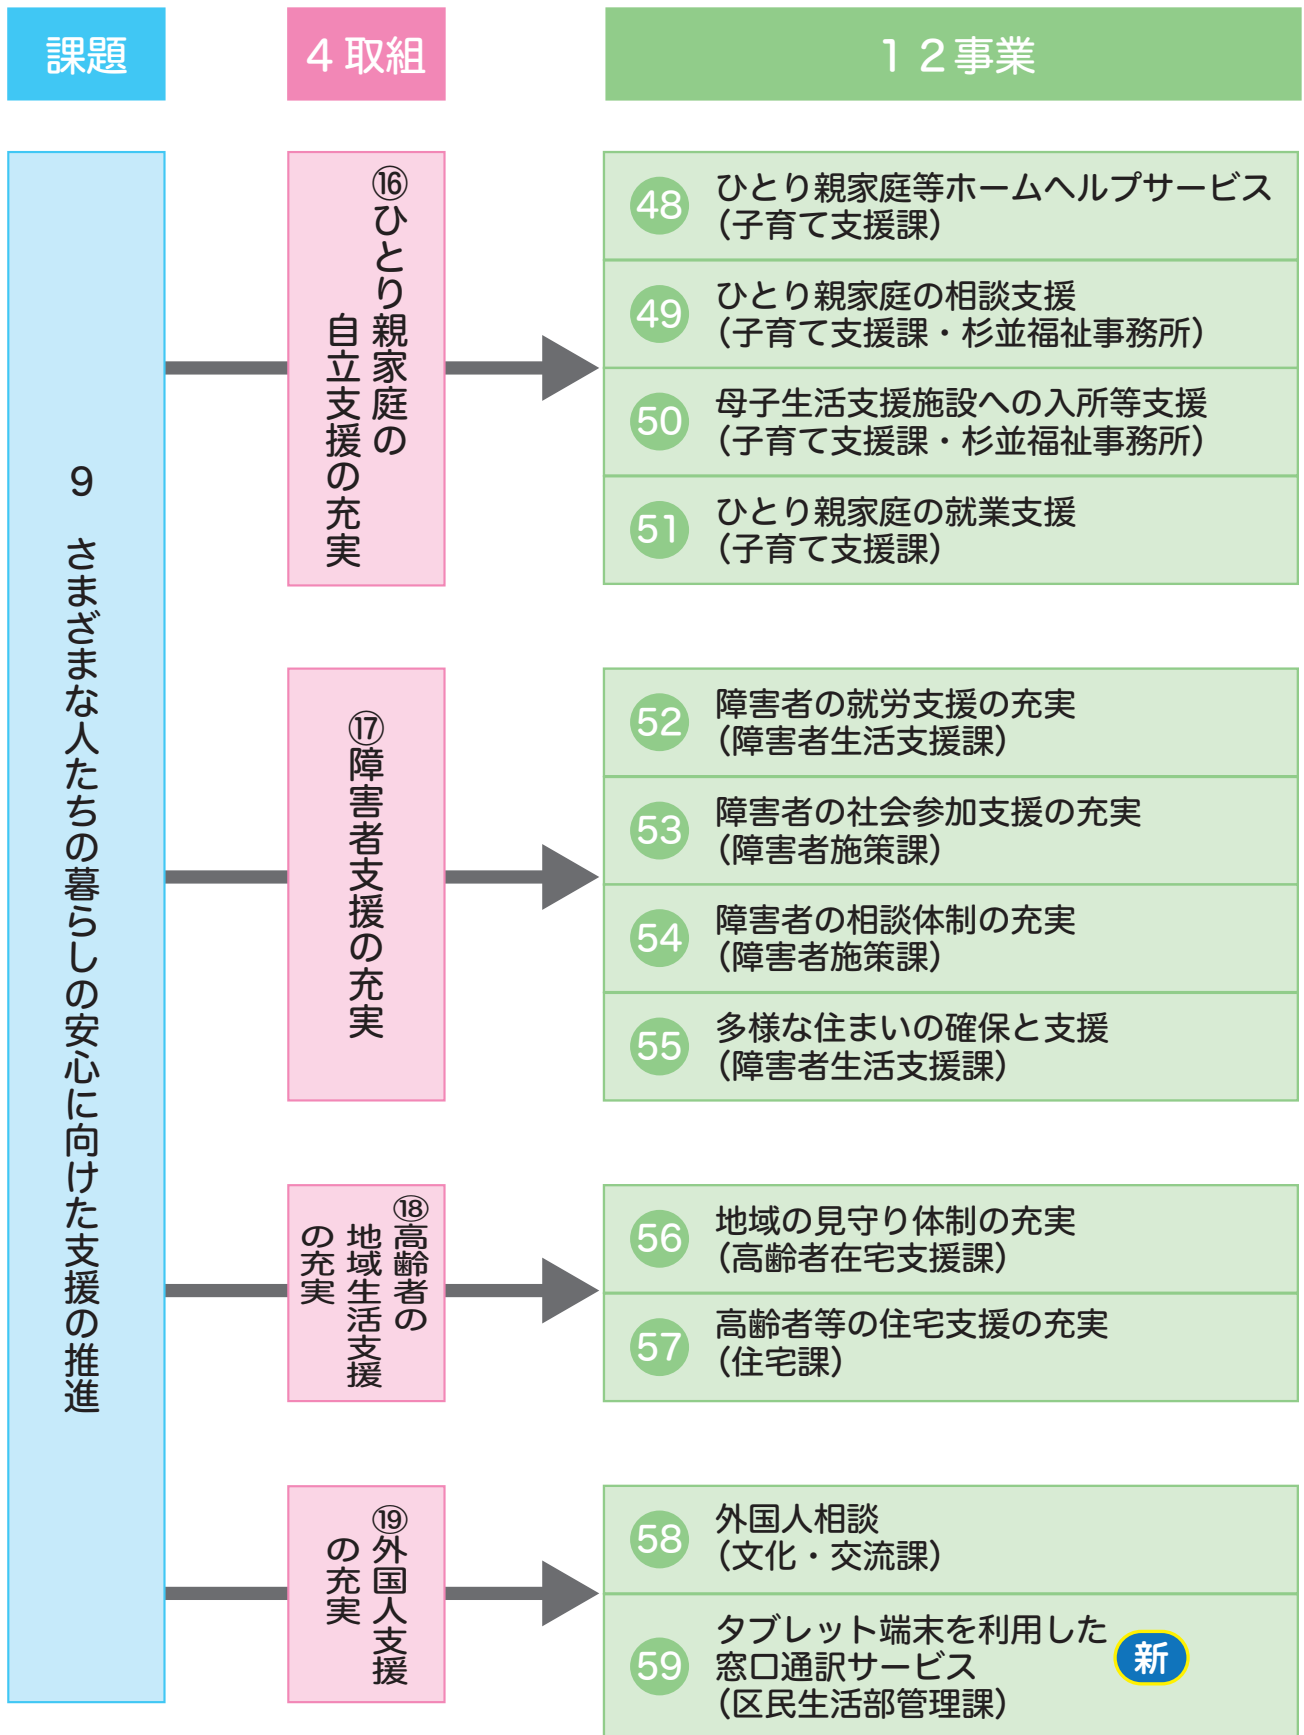 課題
4取組
12事業
9 さまざまな人たちの暮らしの安心に向けた支援の推進
⑯ひとり親家庭の
自立支援の充実
48
ひとり親家庭等ホームヘルプサービス
(子育て支援課)
49
ひとり親家庭の相談支援
(子育て支援課・杉並福祉事務所)
50
母子生活支援施設への入所等支援
(子育て支援課・杉並福祉事務所)
51
ひとり親家庭の就業支援
(子育て支援課)
⑰障害者支援の充実
52
障害者の就労支援の充実
(障害者生活支援課)
53
障害者の社会参加支援の充実
(障害者施策課)
54
障害者の相談体制の充実
(障害者施策課)
55
多様な住まいの確保と支援
(障害者生活支援課)
⑱高齢者の
地域生活支援
の充実
56
地域の見守り体制の充実
(高齢者在宅支援課)
57
高齢者等の住宅支援の充実
(住宅課)
⑲外国人支援
の充実
58
外国人相談
(文化・交流課)
59
タブレット端末を利用した
窓口通訳サービス
(区民生活部管理課)
新